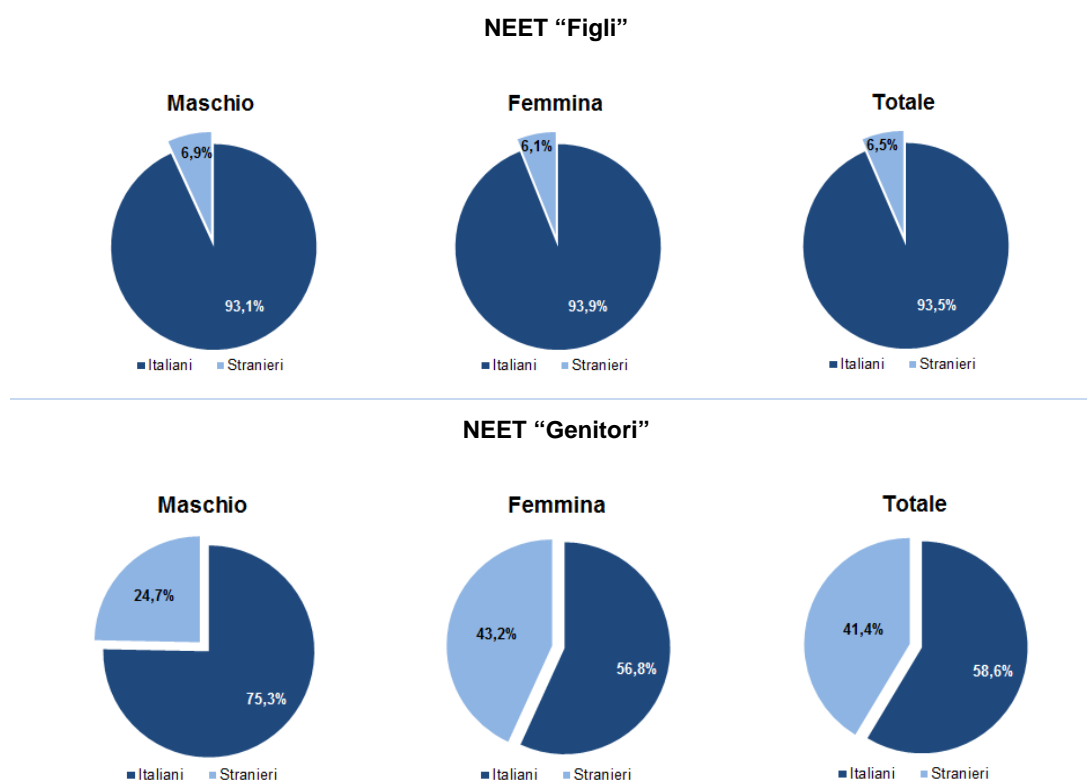 NEET “Figli”
Maschio
Femmina
Totale
6,9%
6,1%
6,5%
93,1%
93,9%
93,5%
Italiani Stranieri
Italiani Stranieri
Italiani Stranieri
NEET “Genitori”
Maschio
Femmina
Totale
24,7%
43,2%
41,4%
75,3%
56,8%
58,6%
Italiani Stranieri
Italiani Stranieri
Italiani Stranieri